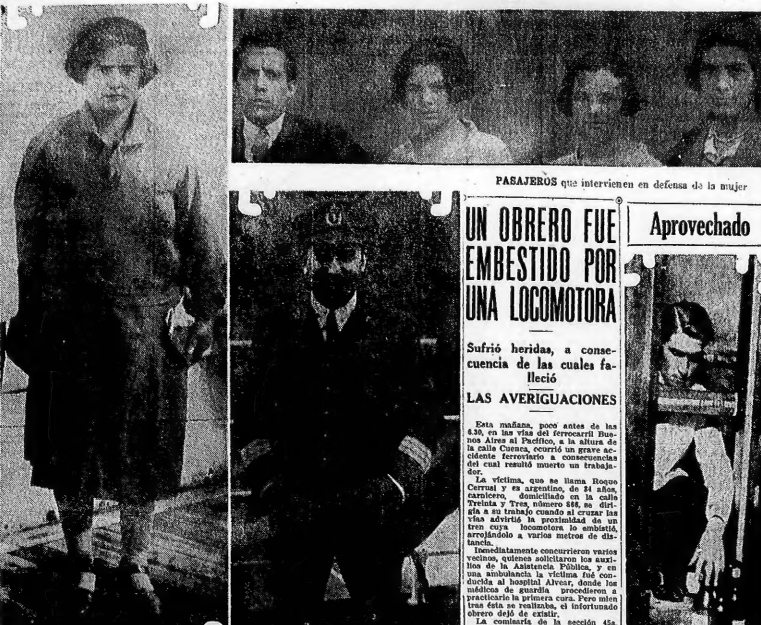 PASAJEROS que intervienen en defensa de la mujer
UN OBRERO FUE
EMBESTIDO POR
UNA LOCOMOTORA
Sufrió heridas, a conse-
cuencia de las cuales fa-
lleció
LAS AVERIGUACIONES
Esta mañana, poco antes de las
6.30, en las vías del ferrocarril Bue-
nos Aires al Pacífico, a la altura de
la calle Cuenca, ocurrió un grave ac-
cidente ferroviario a consecuencias
del cual resultó muerto un trabaja-
dor.
La víctima, que se llama Roque
Cerrusi y es argentino, de 34 años,
carnicero, domiciliado en la calle
Treinta y Tres, número 866, se diri-
gía a su trabajo cuando al cruzar las
vías advirtió la proximidad de un
tren cuya locomotora lo embistió,
arrojándolo a varios metros de dis-
tancia.
Inmediatamente concurrieron varios
vecinos, quienes solicitaron los auxi-
lios de la Asistencia Pública, y en
una ambulancia la víctima fué con-
ducida al hospital Alvear, donde los
médicos de guardia procedieron a
practicarle la primera cura. Pero mien
tras ésta se realizaba, el infortunado
obrero dejó de existir.
La comisaría de la sección 45a.
Aprovechado